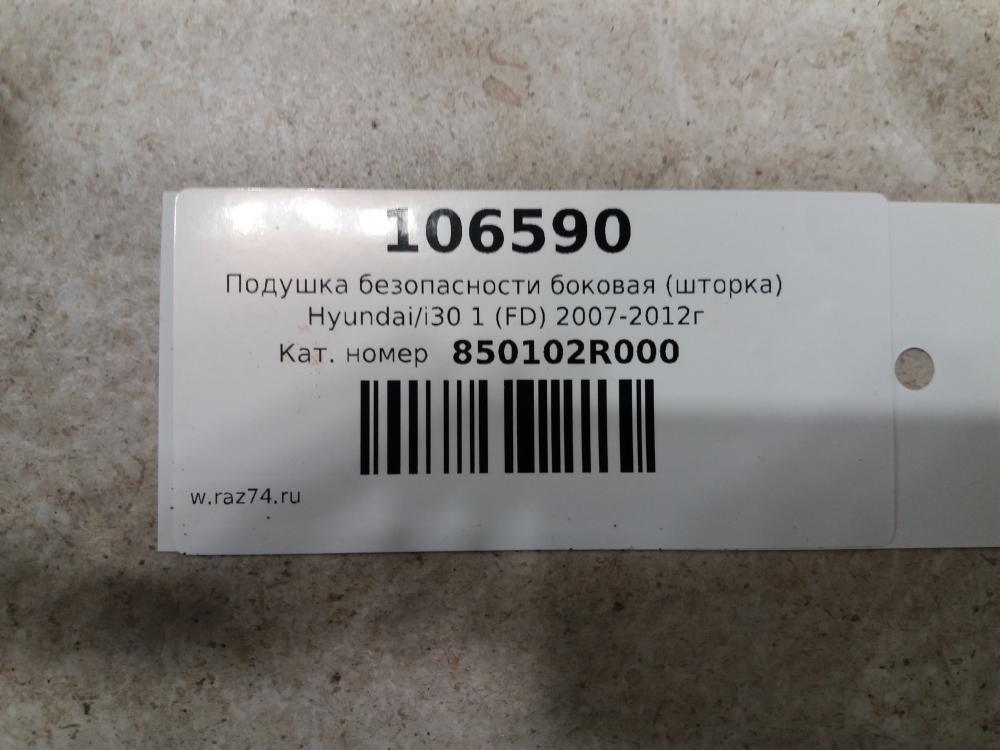 106590
Подушка безопасности боковая (шторка)
Hyundai/i30 1 (FD) 2007-2012г
Кат. номер 850102R000
w.raz74.ru